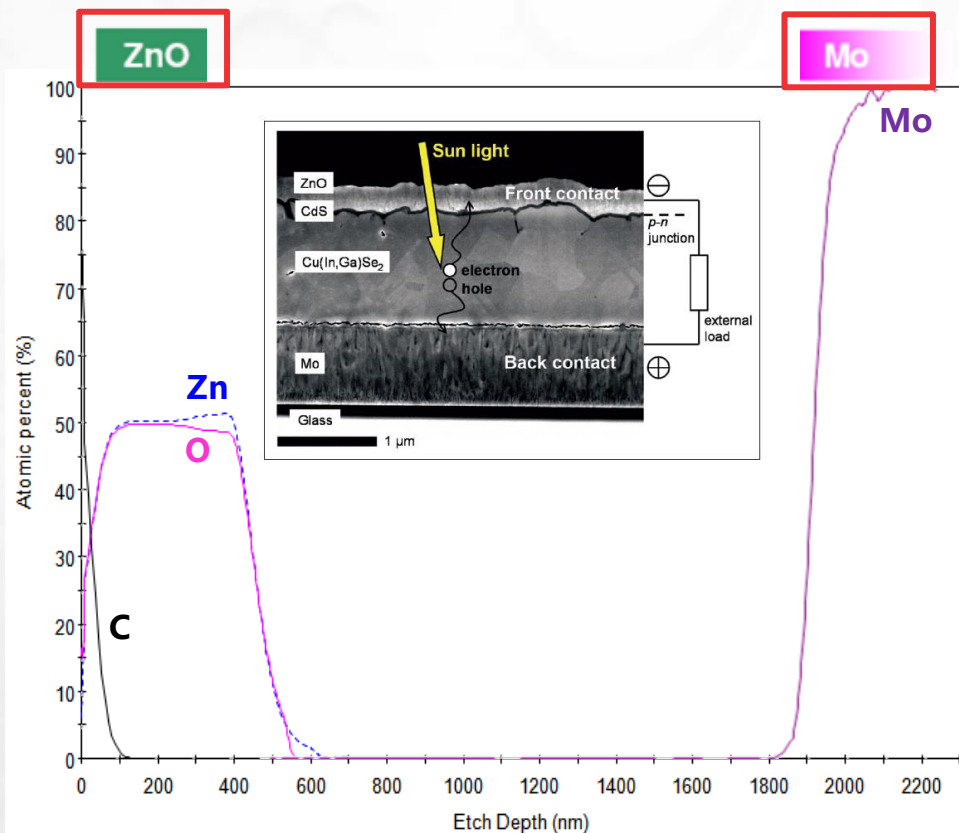 ZnO
Mo
100
90
80
70
60
50
40
30
20
10
0
Atomic percent (%)
Mo
Sun light
ZnO
Front contact
CdS
p-n
junction
Cu(In,Ga)Se₂
electron
hole
external
load
Mo
Back contact
Glass
1 µm
⊖
⊕
Zn
O
C
0
200
400
600
800
1000
1200
1400
1600
1800
2000
2200
Etch Depth (nm)